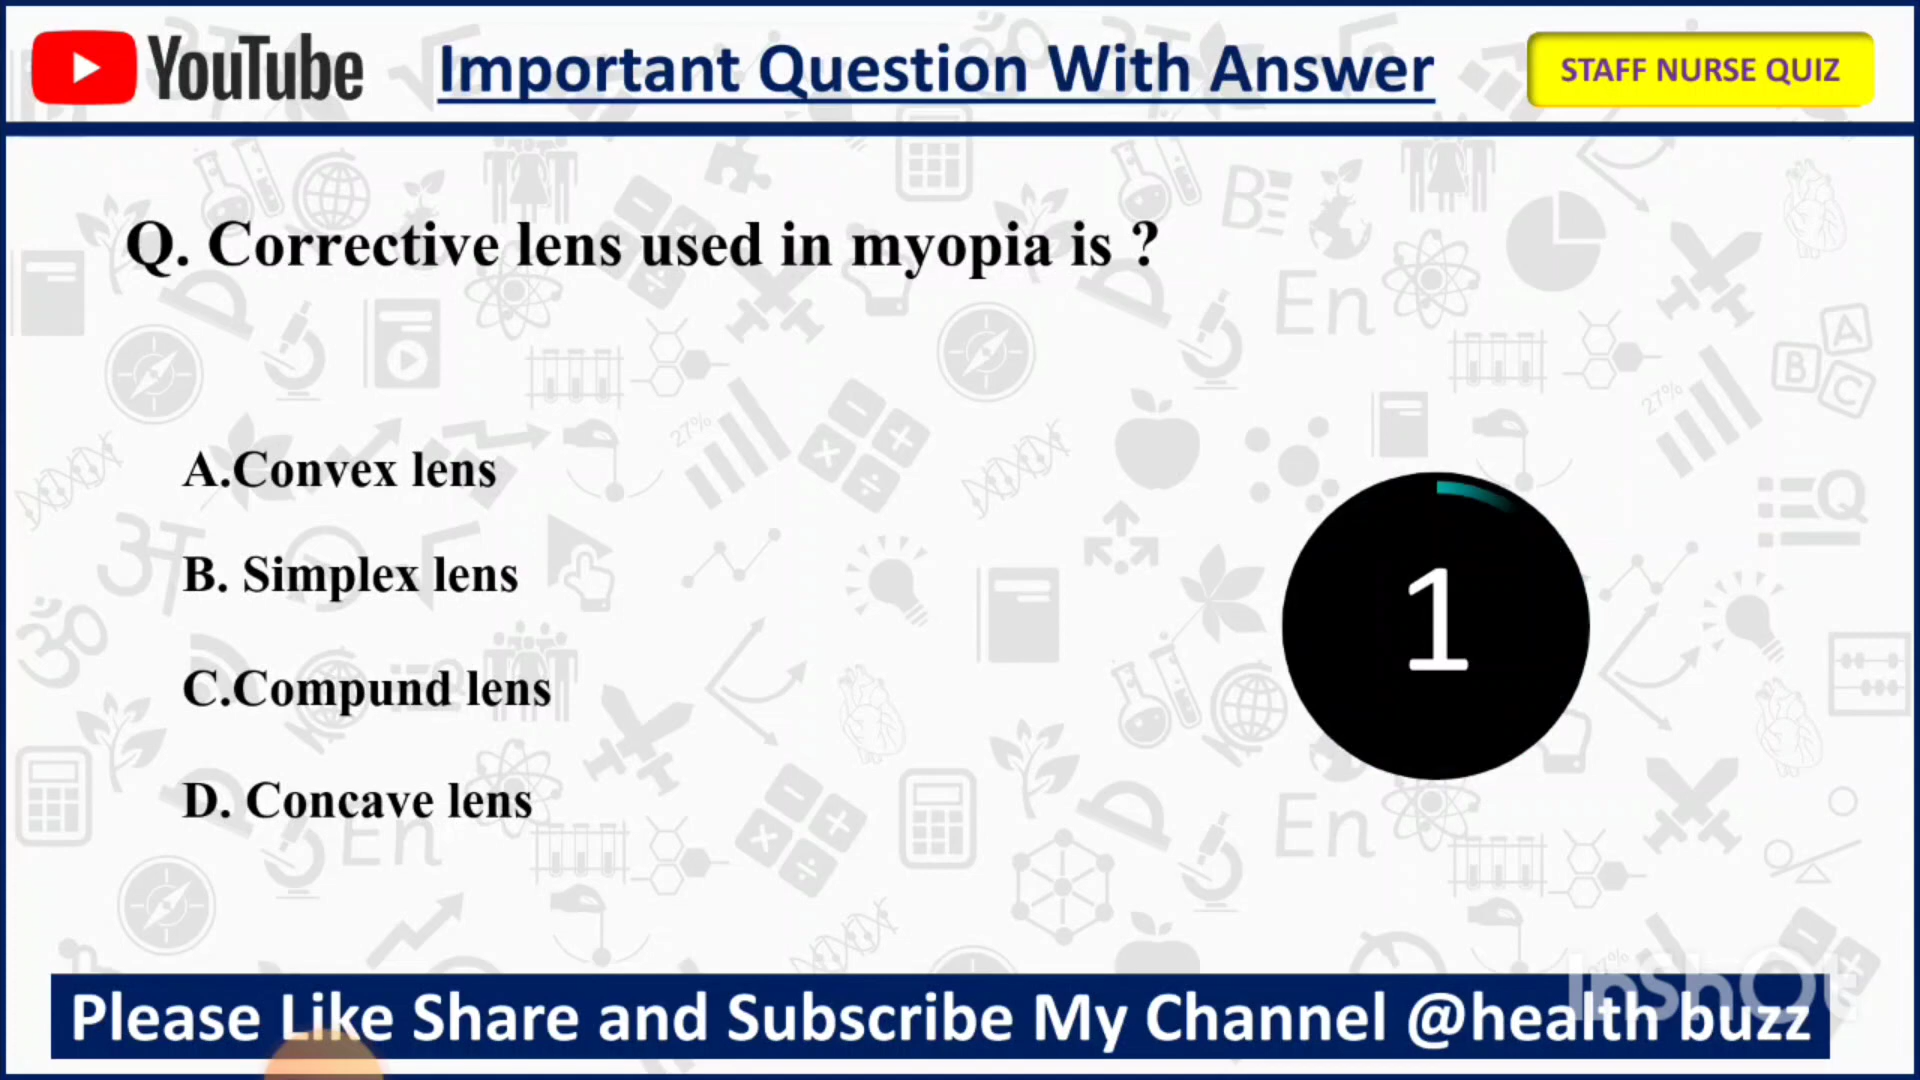 YouTube
Important Question With Answer
STAFF NURSE QUIZ
Q. Corrective lens used in myopia is ?
A.Convex lens
B. Simplex lens
C.Compund lens
D. Concave lens
1
Please Like Share and Subscribe My Channel @health buzz
InShOt